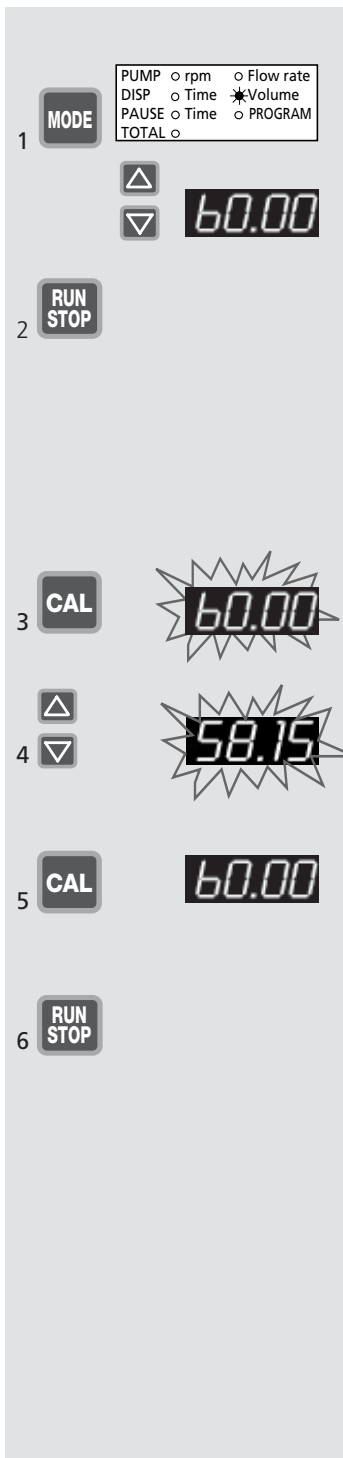 PUMP rpm Flow rate
DISP Time Volume
PAUSE Time PROGRAM
TOTAL
1 MODE
60.00
RUN
2 STOP
3 CAL 60.00
4 58.15
5 CAL 60.00
RUN
6 STOP